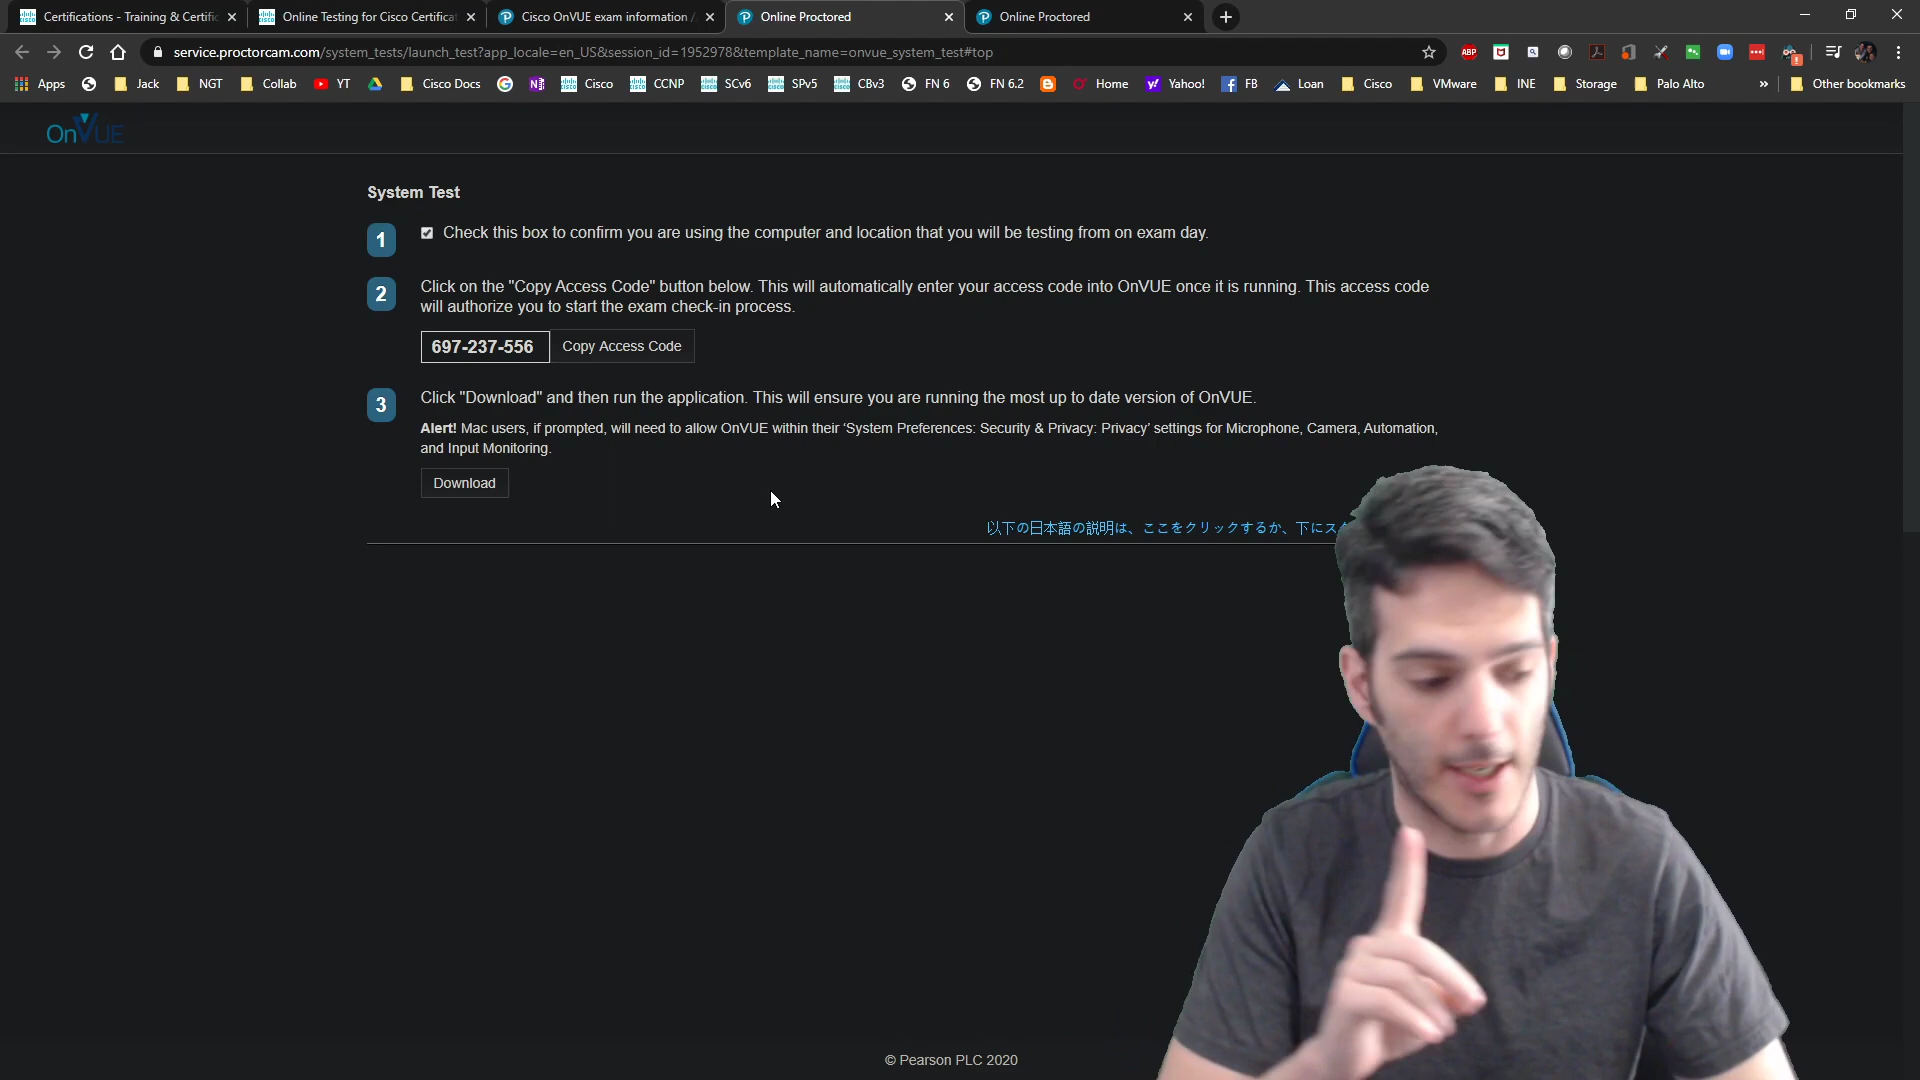 Certifications - Training & Certific
Online Testing for Cisco Certificat
Cisco OnVUE exam information /
Online Proctored
Online Proctored
service.proctorcam.com/system_tests/launch_test?app_locale=en_US&session_id=1952978&template_name=onvue_system_test#top
ABP
Apps
Jack
NGT
Collab
YT
Cisco Docs
Cisco
CCNP
SCv6
SPv5
CBv3
FN 6
FN 6.2
Home
Yahoo!
FB
Loan
Cisco
VMware
INE
Storage
Palo Alto
»
Other bookmarks
OnVUE
System Test
1
Check this box to confirm you are using the computer and location that you will be testing from on exam day.
2
Click on the "Copy Access Code" button below. This will automatically enter your access code into OnVUE once it is running. This access code
will authorize you to start the exam check-in process.
697-237-556
Copy Access Code
3
Click "Download" and then run the application. This will ensure you are running the most up to date version of OnVUE.
Alert! Mac users, if prompted, will need to allow OnVUE within their ‘System Preferences: Security & Privacy: Privacy’ settings for Microphone, Camera, Automation,
and Input Monitoring.
Download
以下の日本語の説明は、ここをクリックするか、下にス
© Pearson PLC 2020